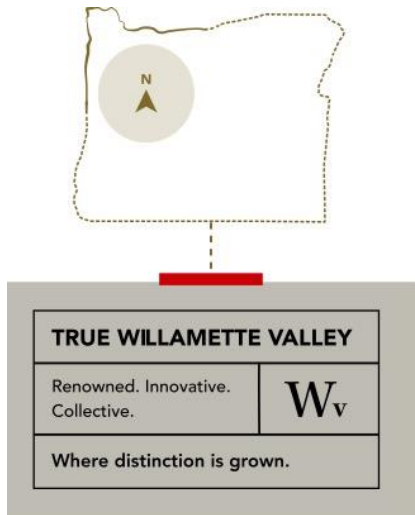 N
TRUE WILLAMETTE VALLEY
Renowned. Innovative.
Collective.
Wv
Where distinction is grown.